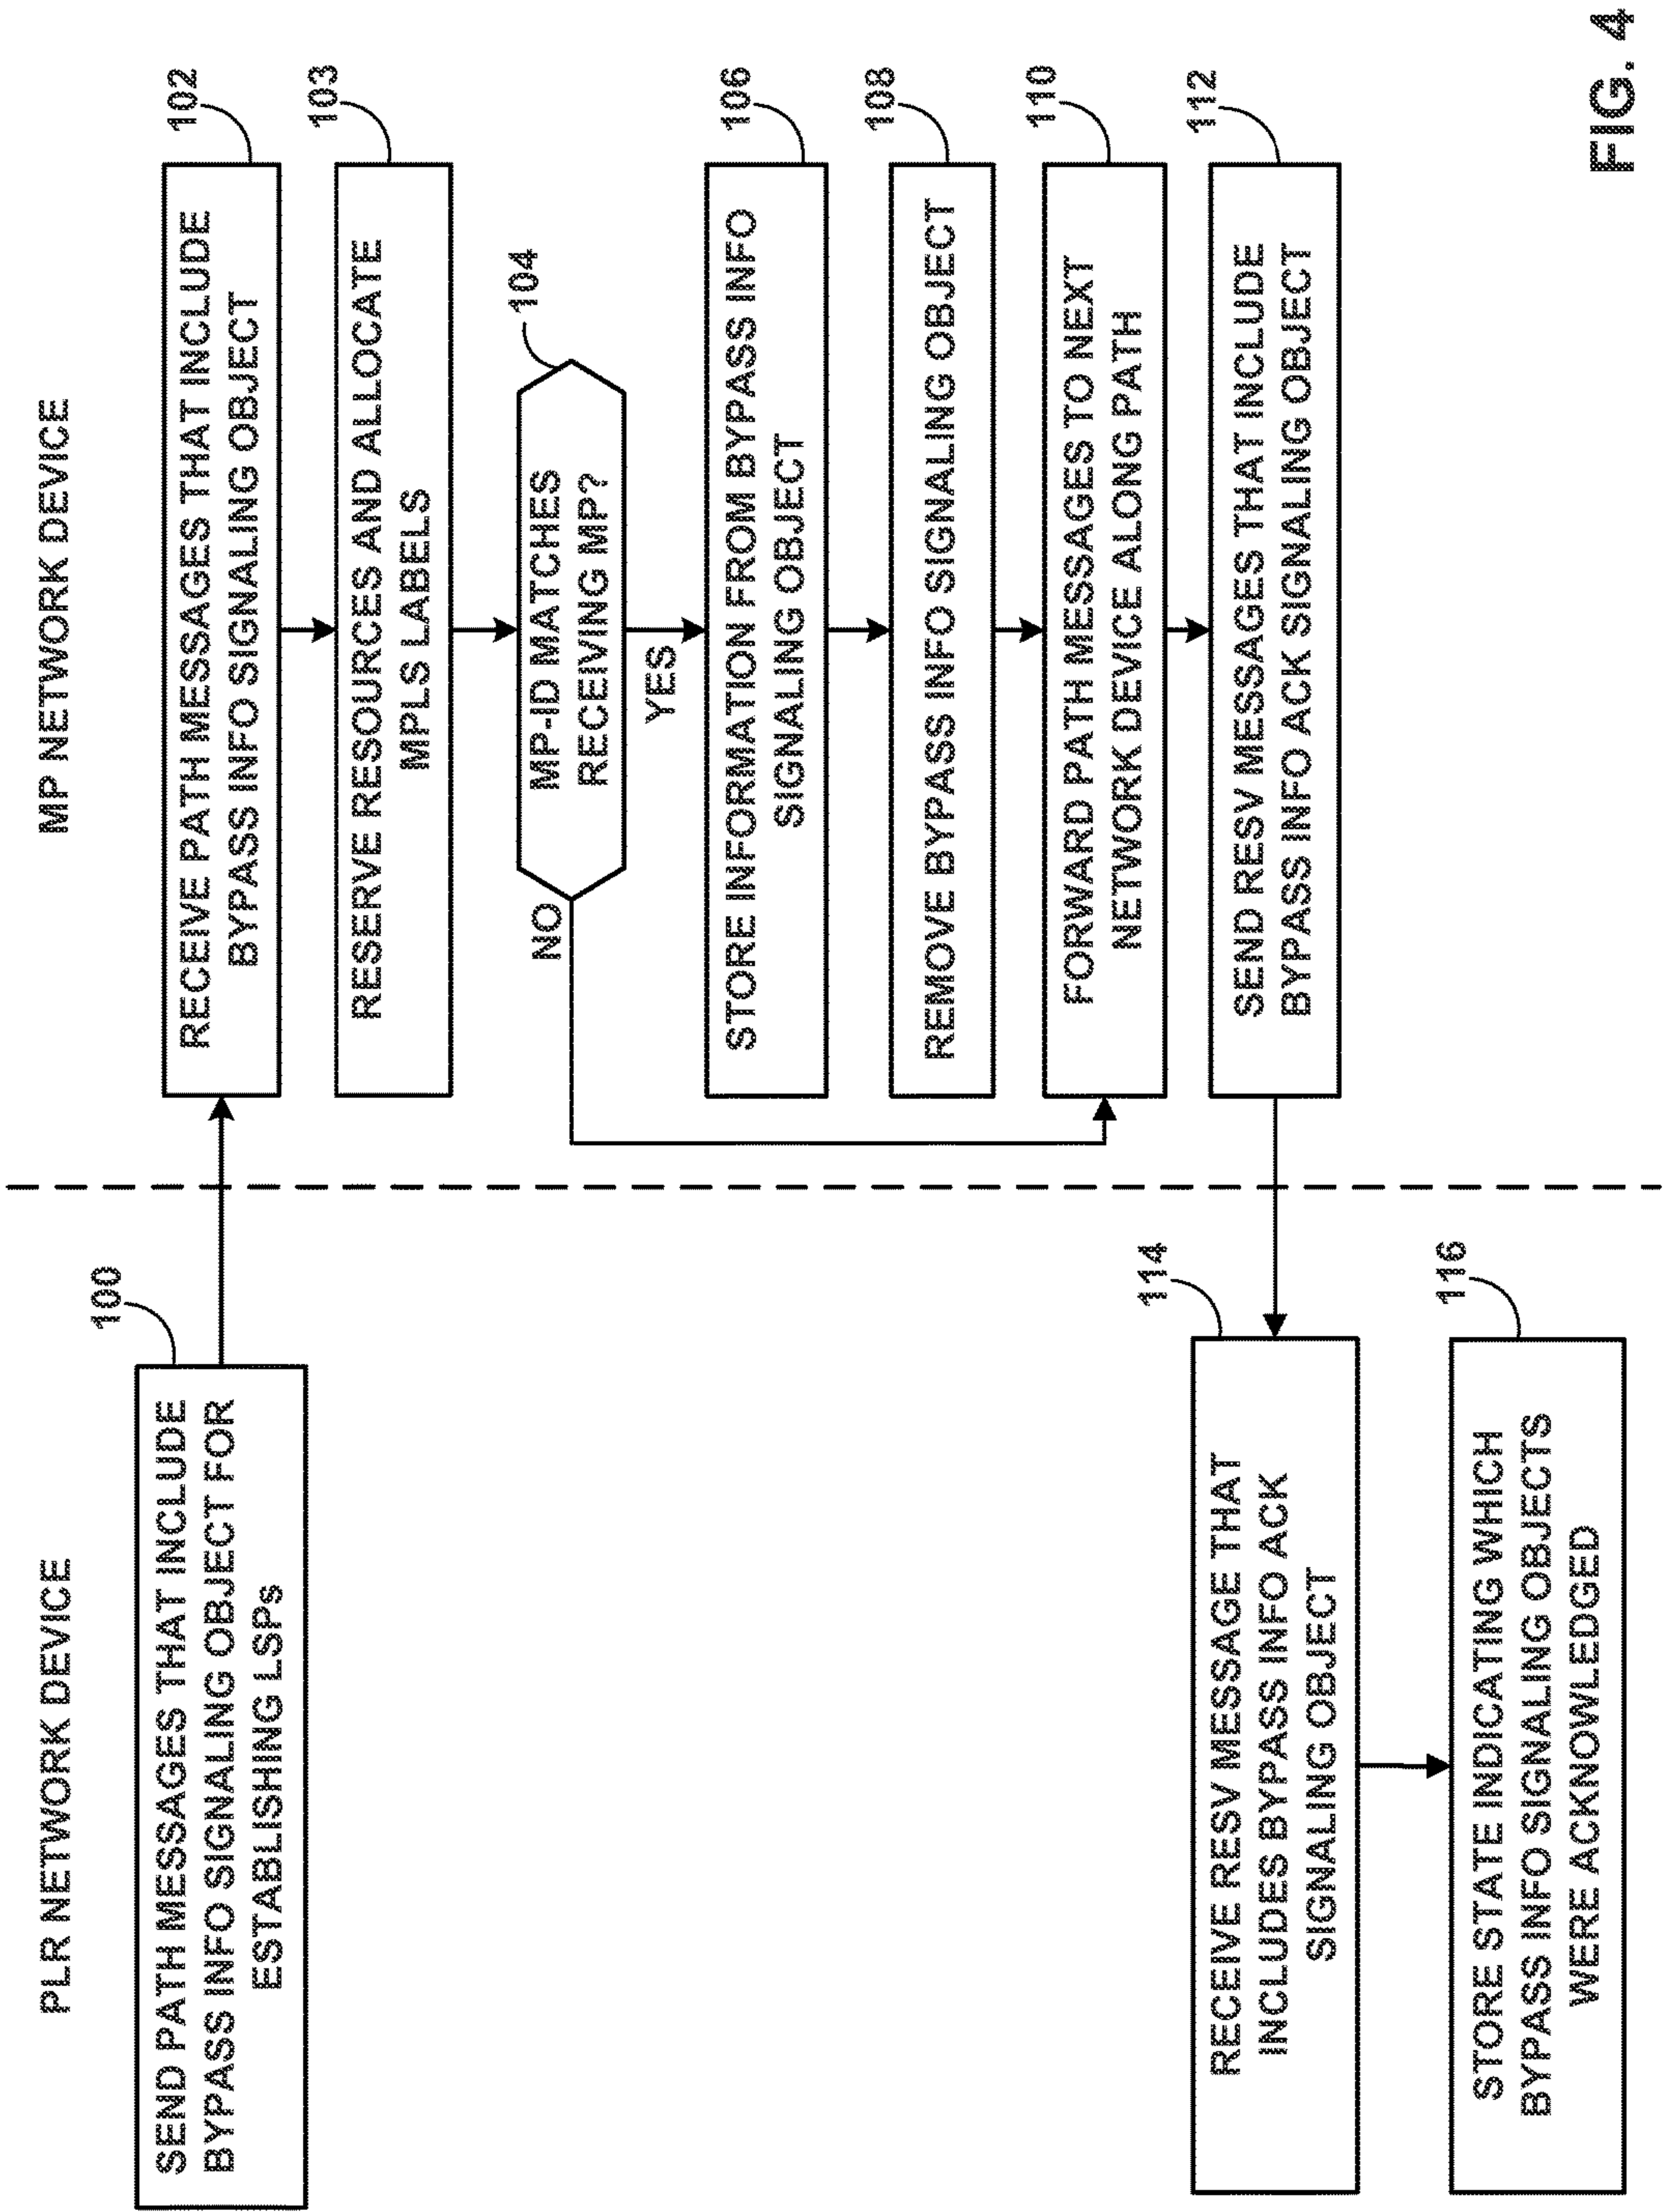 PLR NETWORK DEVICE
MP NETWORK DEVICE
100
SEND PATH MESSAGES THAT INCLUDE
BYPASS INFO SIGNALING OBJECT FOR
ESTABLISHING LSPs
102
RECEIVE PATH MESSAGES THAT INCLUDE
BYPASS INFO SIGNALING OBJECT
103
RESERVE RESOURCES AND ALLOCATE
MPLS LABELS
104
MP-ID MATCHES
RECEIVING MP?
NO
YES
106
STORE INFORMATION FROM BYPASS INFO
SIGNALING OBJECT
108
REMOVE BYPASS INFO SIGNALING OBJECT
110
FORWARD PATH MESSAGES TO NEXT
NETWORK DEVICE ALONG PATH
112
SEND RESV MESSAGES THAT INCLUDE
BYPASS INFO ACK SIGNALING OBJECT
114
RECEIVE RESV MESSAGE THAT
INCLUDES BYPASS INFO ACK
SIGNALING OBJECT
116
STORE STATE INDICATING WHICH
BYPASS INFO SIGNALING OBJECTS
WERE ACKNOWLEDGED
FIG. 4